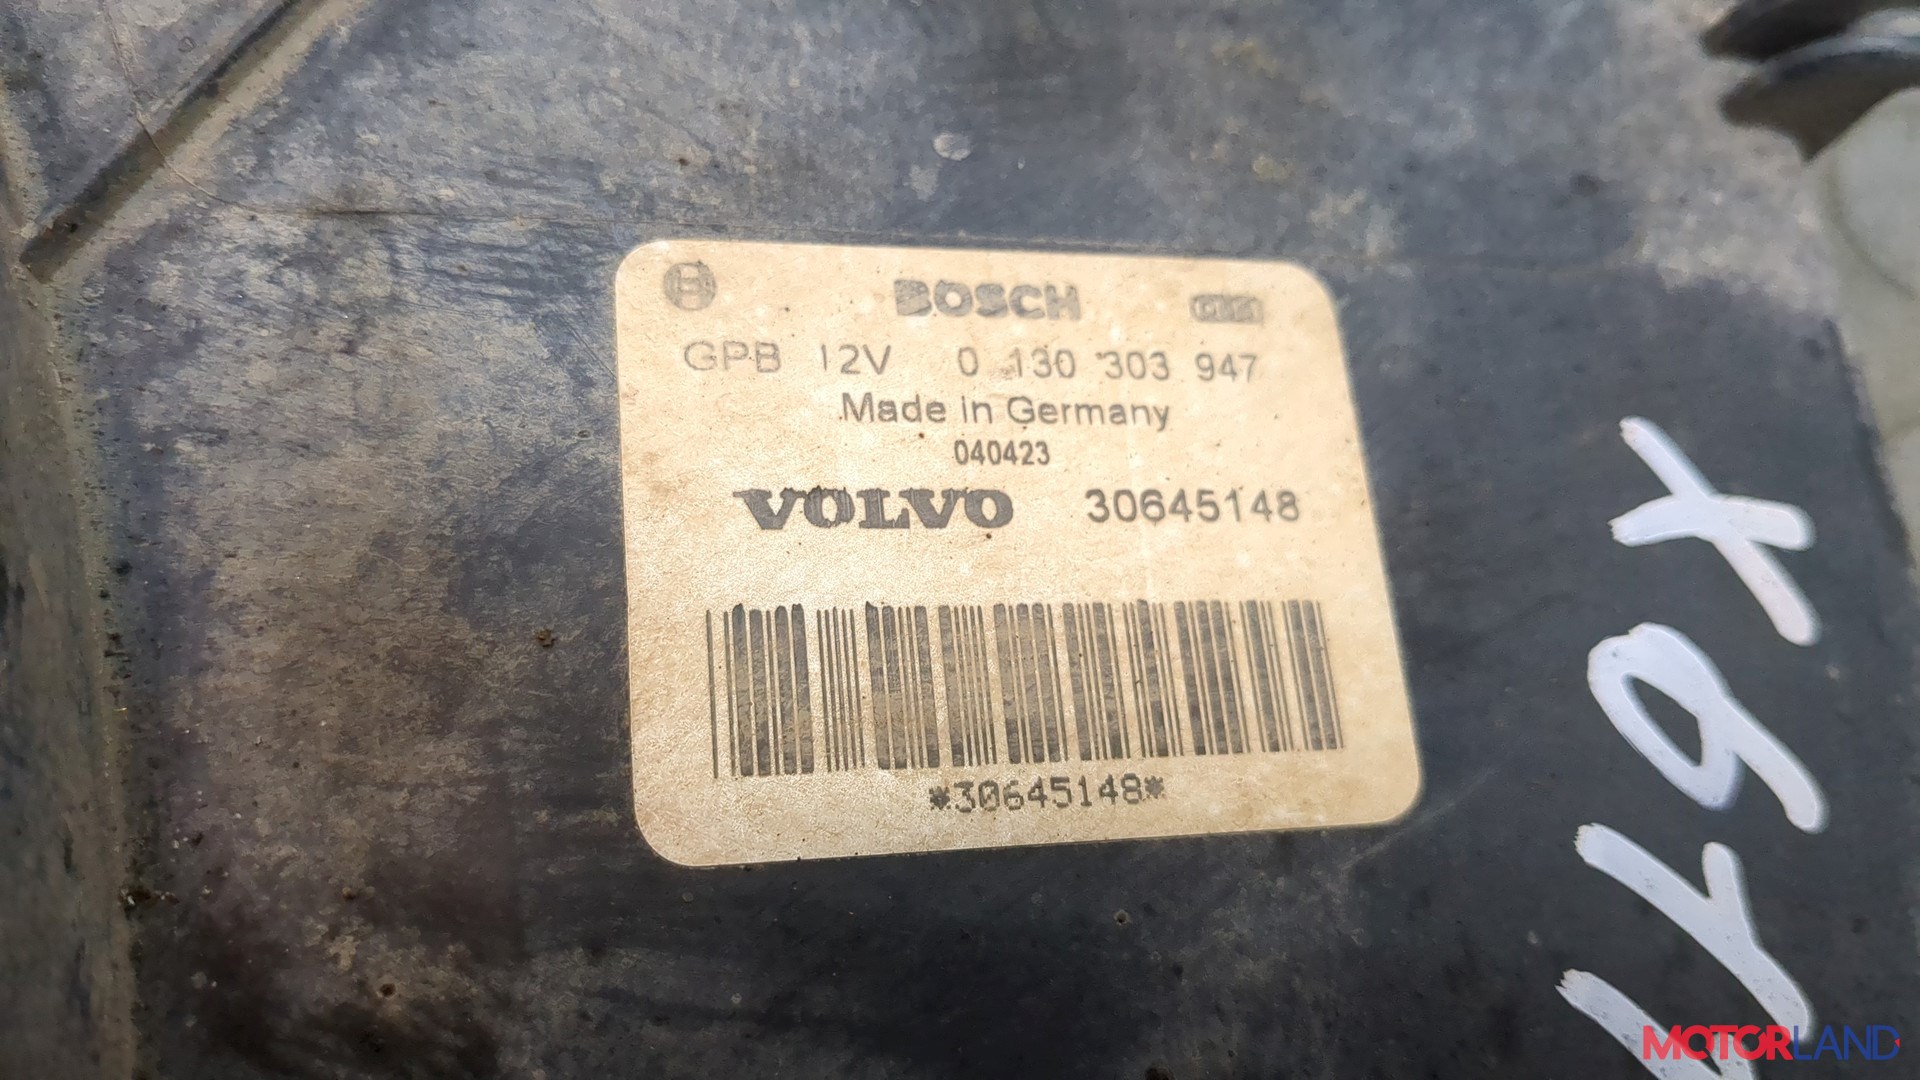 BOSCH
GPB 12V 0 130 303 947
Made in Germany
040423
VOLVO 30645148
*30645148*
MOTORLAND